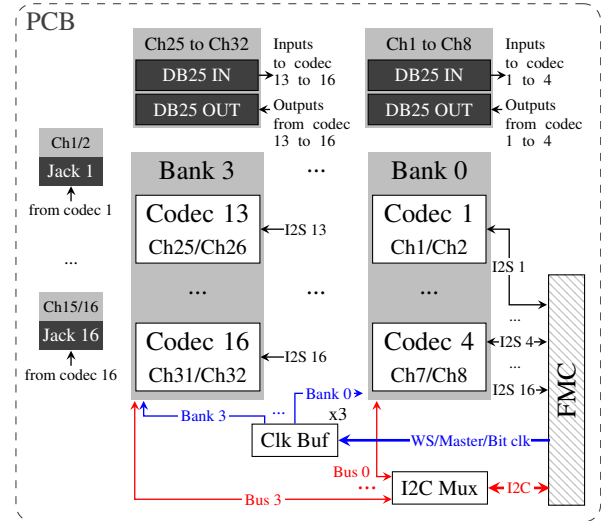 PCB
Ch25 to Ch32
DB25 IN
DB25 OUT
Inputs
to codec
13 to 16
Outputs
from codec
13 to 16
Ch1 to Ch8
DB25 IN
DB25 OUT
Inputs
to codec
1 to 4
Outputs
from codec
1 to 4
Ch1/2
Jack 1
from codec 1
...
Ch15/16
Jack 16
from codec 16
Bank 3
Codec 13
Ch25/Ch26
I2S 13
...
Codec 16
Ch31/Ch32
I2S 16
...
...
Bank 0
Codec 1
Ch1/Ch2
I2S 1
...
...
Codec 4
Ch7/Ch8
I2S 4
...
I2S 16
FMC
Bank 3
...
Bank 0
x3
Clk Buf
WS/Master/Bit clk
Bus 0
...
Bus 3
I2C Mux
I2C